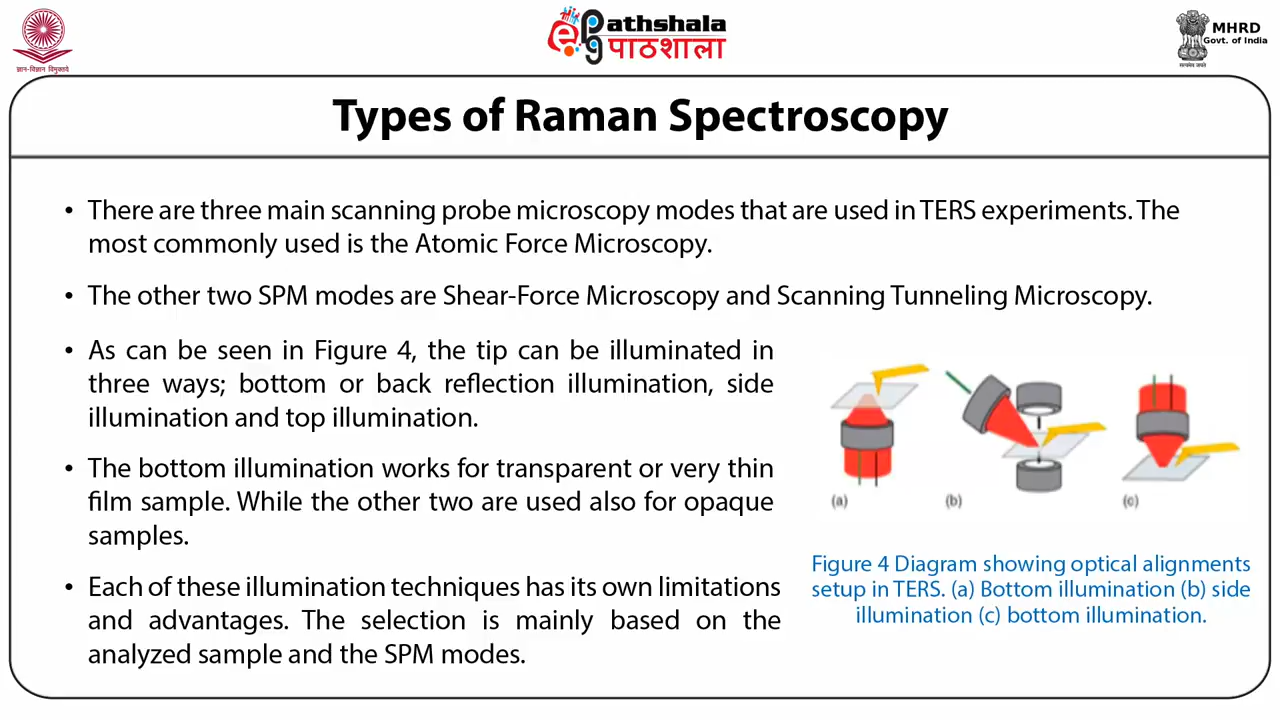 ज्ञान-विज्ञान विमुक्तये
ePG Pathshala
पाठशाला
MHRD
Govt. of India
सत्यमेव जयते
Types of Raman Spectroscopy
• There are three main scanning probe microscopy modes that are used in TERS experiments. The
most commonly used is the Atomic Force Microscopy.
• The other two SPM modes are Shear-Force Microscopy and Scanning Tunneling Microscopy.
• As can be seen in Figure 4, the tip can be illuminated in
three ways; bottom or back reflection illumination, side
illumination and top illumination.
• The bottom illumination works for transparent or very thin
film sample. While the other two are used also for opaque
samples.
• Each of these illumination techniques has its own limitations
and advantages. The selection is mainly based on the
analyzed sample and the SPM modes.
(a)
(b)
(c)
Figure 4 Diagram showing optical alignments
setup in TERS. (a) Bottom illumination (b) side
illumination (c) bottom illumination.